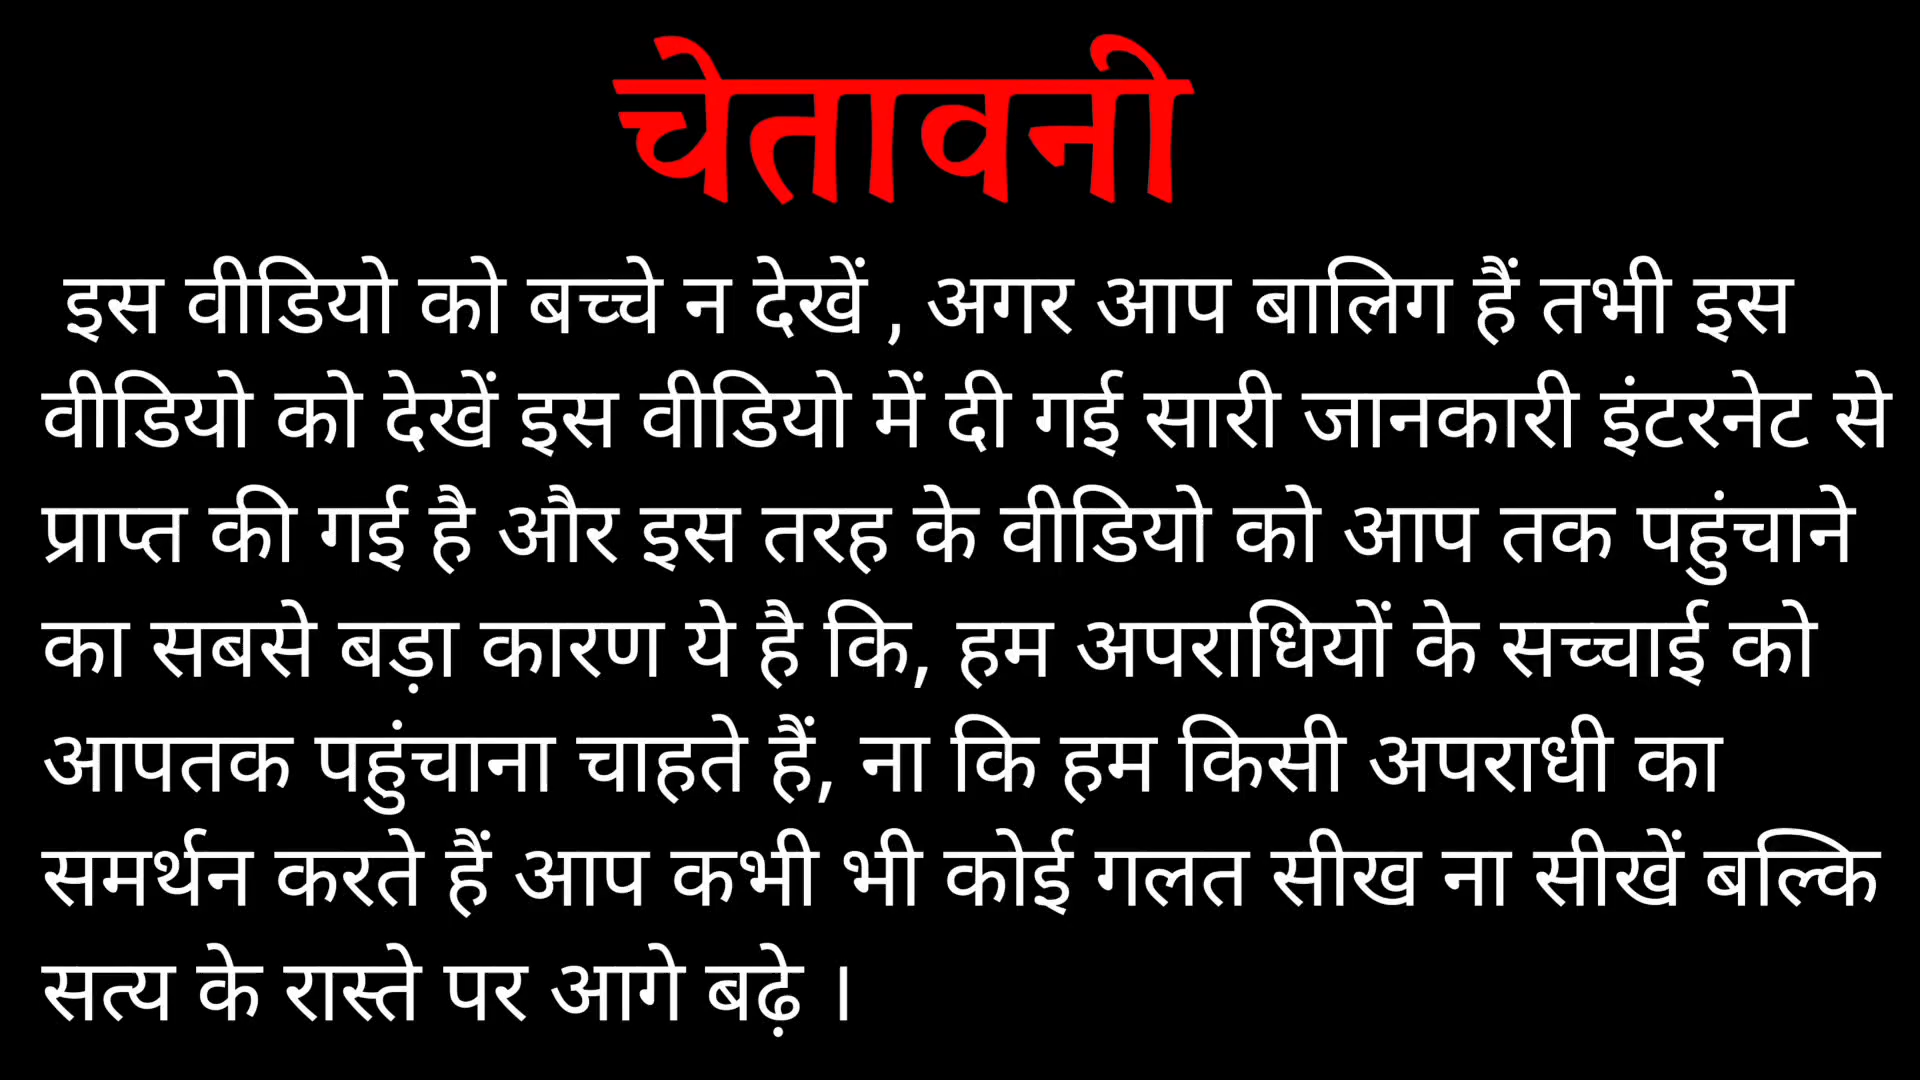 चेतावनी
इस वीडियो को बच्चे न देखें , अगर आप बालिग हैं तभी इस
वीडियो को देखें इस वीडियो में दी गई सारी जानकारी इंटरनेट से
प्राप्त की गई है और इस तरह के वीडियो को आप तक पहुंचाने
का सबसे बड़ा कारण ये है कि, हम अपराधियों के सच्चाई को
आपतक पहुंचाना चाहते हैं, ना कि हम किसी अपराधी का
समर्थन करते हैं आप कभी भी कोई गलत सीख ना सीखें बल्कि
सत्य के रास्ते पर आगे बढ़े ।